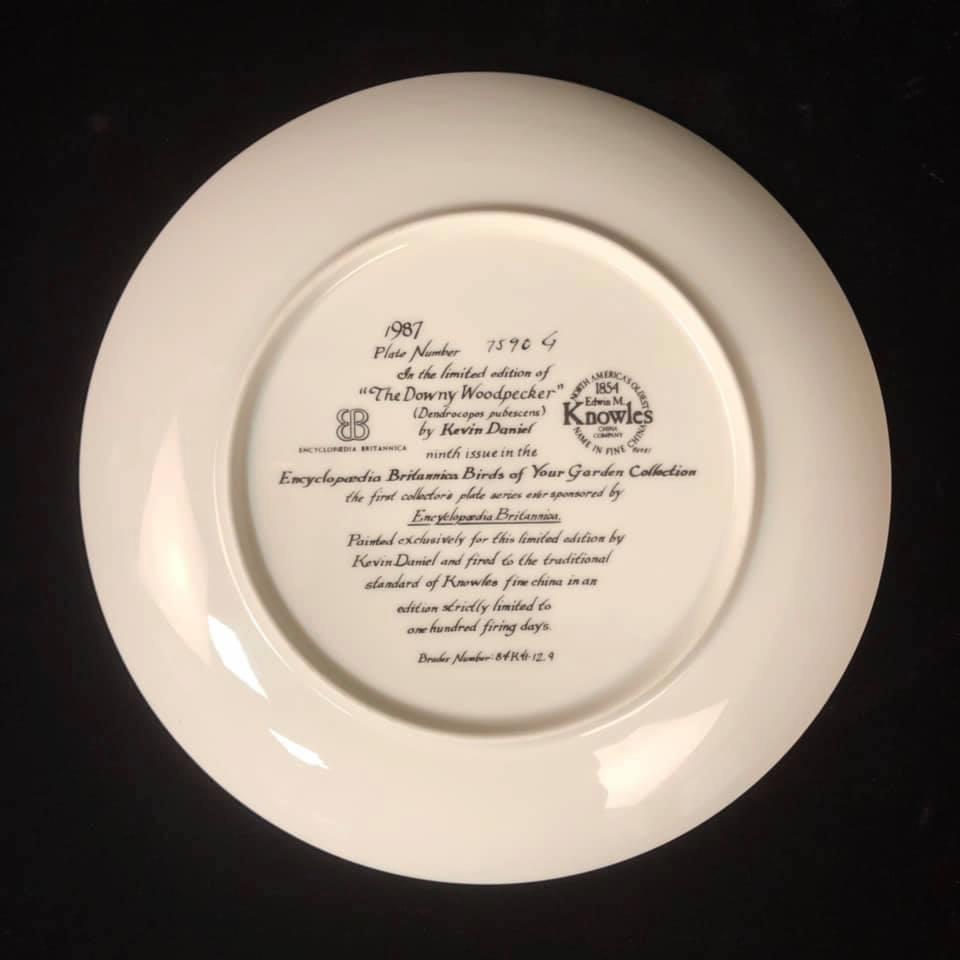 1987
Plate Number 7590 G
In the limited edition of
"The Downy Woodpecker"
(Dendrocopos pubescens)
by Kevin Daniel
ENCYCLOPÆDIA BRITANNICA
NORTH AMERICA'S OLDEST
1854
Edwin M.
Knowles
CHINA
COMPANY
NAME IN FINE CHINA
ninth issue in the
Encyclopædia Britannica Birds of Your Garden Collection
the first collector's plate series ever sponsored by
Encyclopædia Britannica.
Painted exclusively for this limited edition by
Kevin Daniel and fired to the traditional
standard of Knowles fine china in an
edition strictly limited to
one hundred firing days.
Bradex Number: 84-K41-12.9